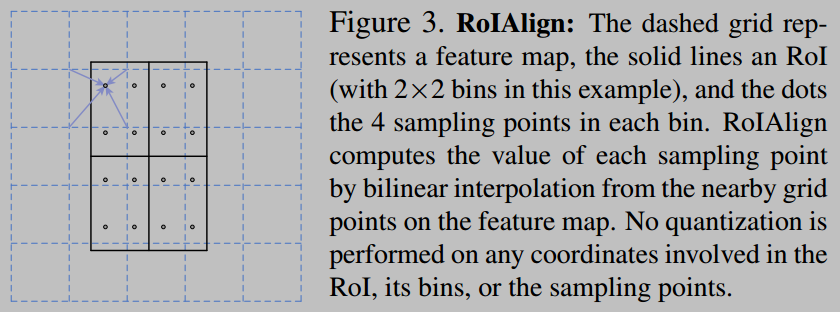 Figure 3. RoIAlign: The dashed grid rep-
resents a feature map, the solid lines an RoI
(with 2×2 bins in this example), and the dots
the 4 sampling points in each bin. RoIAlign
computes the value of each sampling point
by bilinear interpolation from the nearby grid
points on the feature map. No quantization is
performed on any coordinates involved in the
RoI, its bins, or the sampling points.